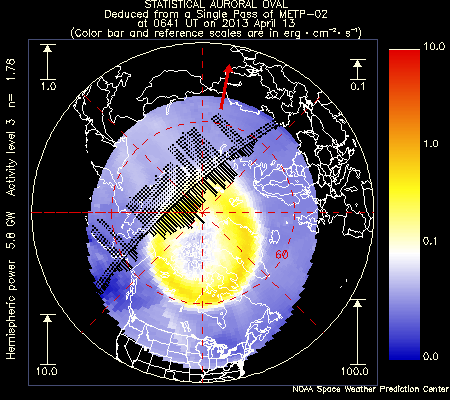 STATISTICAL AURORAL OVAL
Deduced from a Single Pass of METP-02
at 0641 UT on 2013 April 13
(Color bar and reference scales are in erg·cm⁻²·s⁻¹)
Hemispheric power 5.8 GW Activity level 3 n= 1.78
1.0
0.1
10.0
100.0
60
10.0
1.0
0.1
0.0
NOAA Space Weather Prediction Center